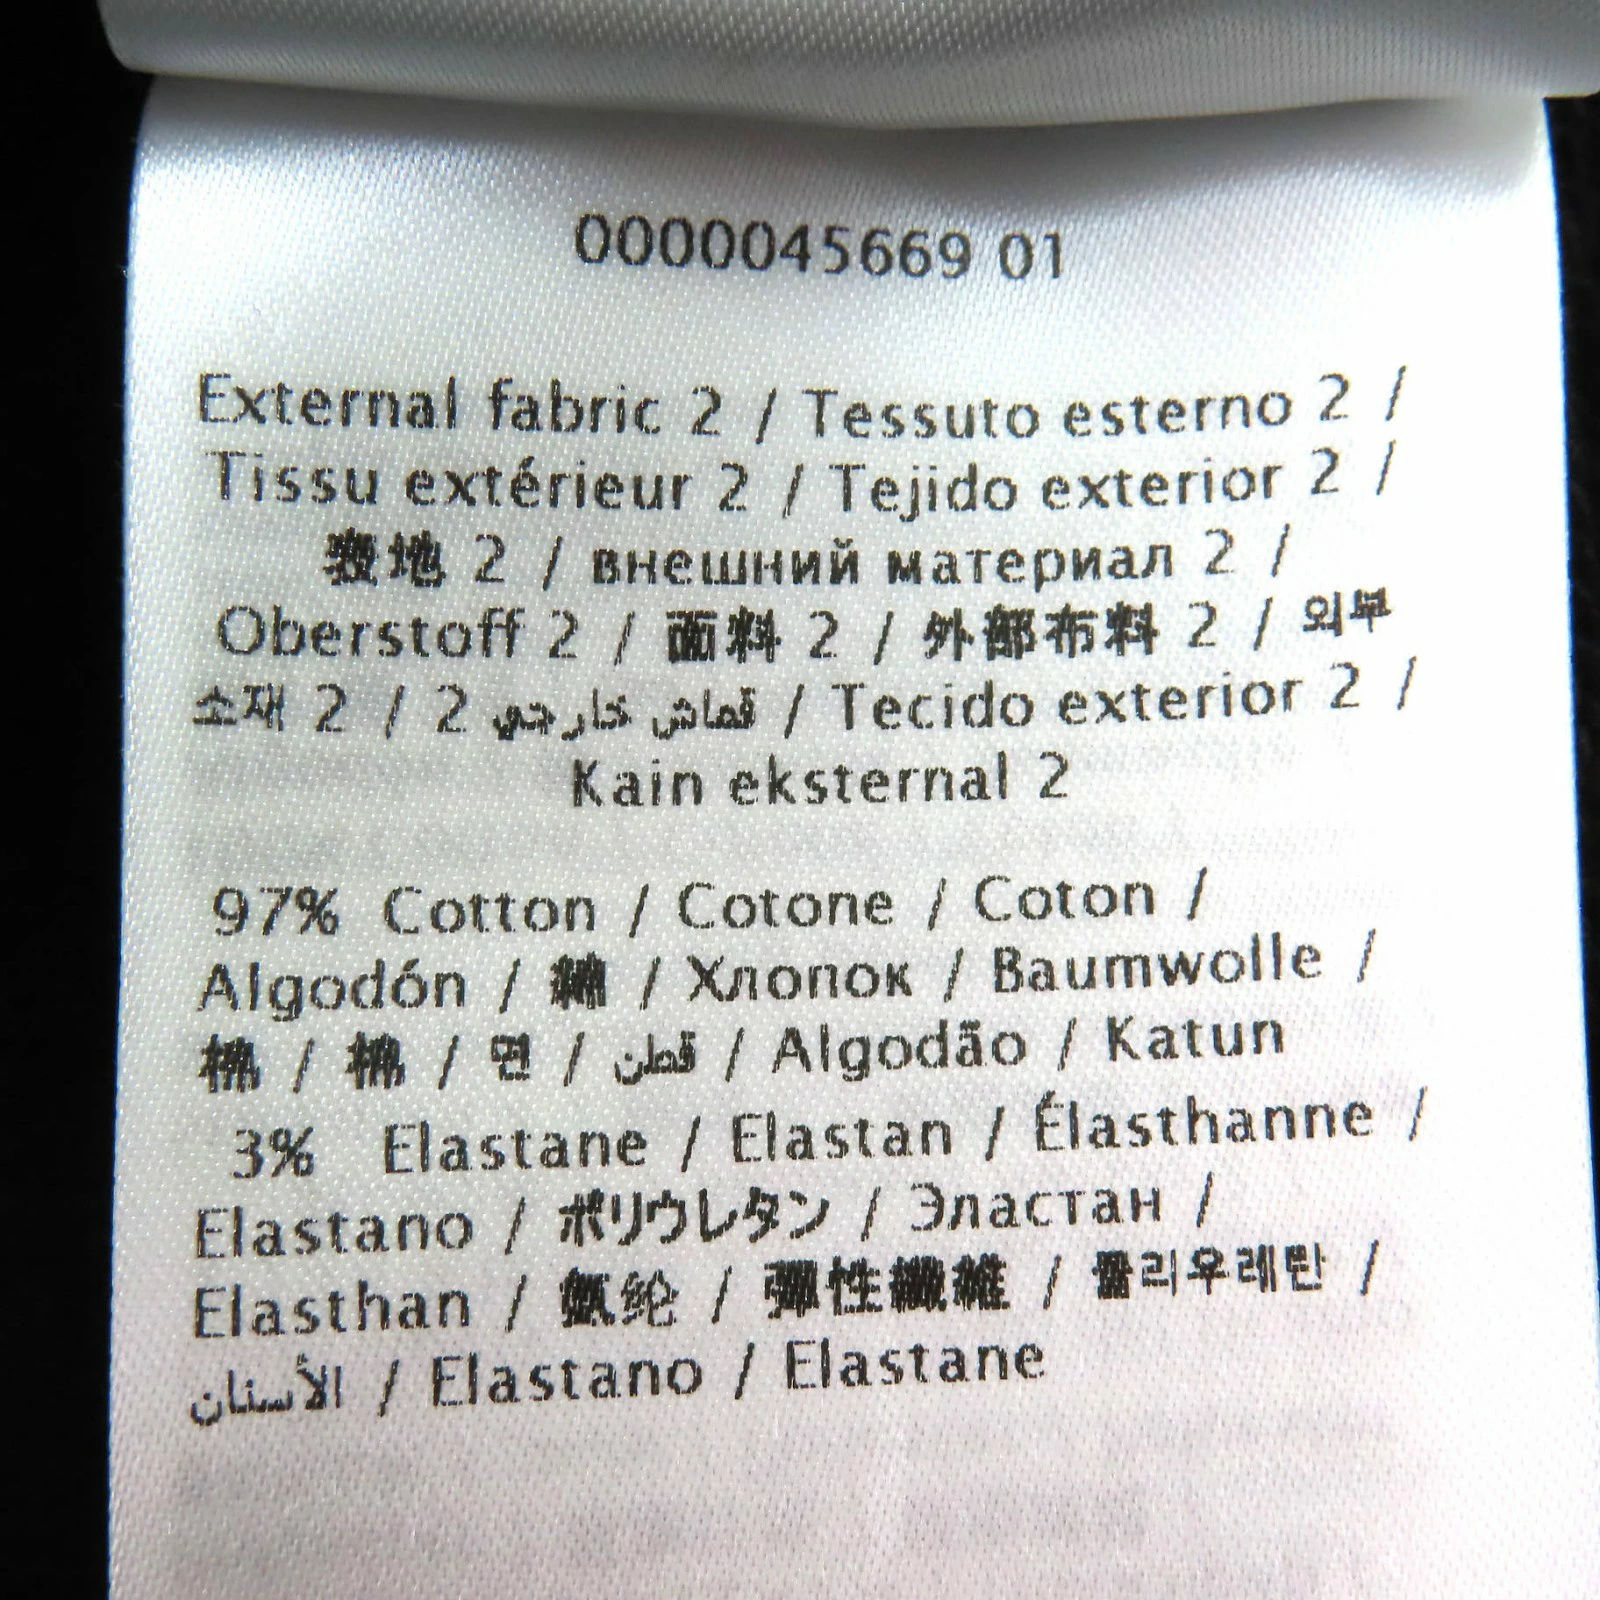 0000045669 01
External fabric 2 / Tessuto esterno 2 /
Tissu extérieur 2 / Tejido exterior 2 /
表地 2 / внешний материал 2 /
Oberstoff 2 / 面料 2 / 外部布料 2 / 외부
소재 2 / 2 قماش خارجي / Tecido exterior 2 /
Kain eksternal 2
97% Cotton / Cotone / Coton /
Algodón / 綿 / Хлопок / Baumwolle /
棉 / 棉 / 면 / قطن / Algodão / Katun
3% Elastane / Elastan / Élasthanne /
Elastano / ポリウレタン / Эластан /
Elasthan / 氨纶 / 彈性纖維 / 폴리우레탄 /
الأستان / Elastano / Elastane